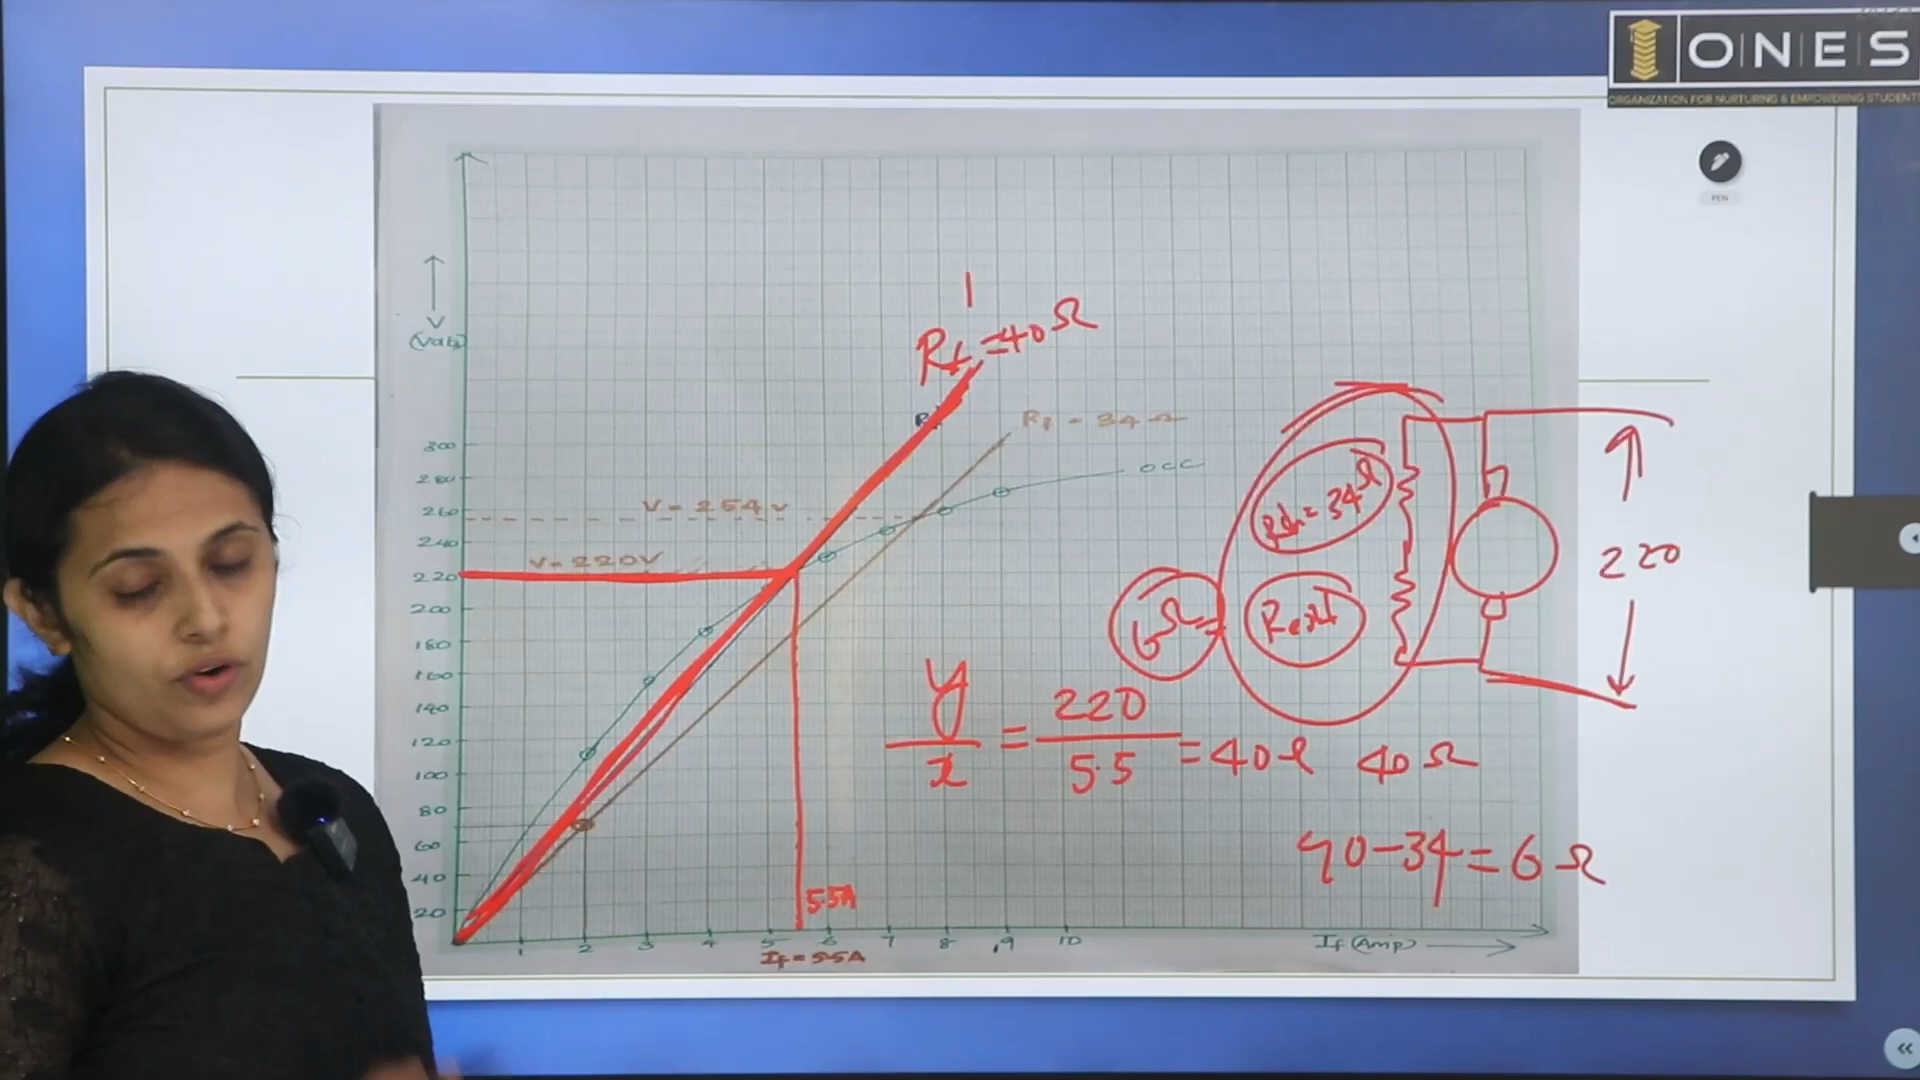 O|N|E|S
ORGANIZATION FOR NURTURING & EMPOWERING STUDENTS
PEN
V
(Volts)
300
280
260
240
220
200
180
160
140
120
100
80
60
40
20
1
2
3
4
5
6
7
8
9
10
If (Amp)
If = 5.5A
5.5A
V = 254V
V = 220V
Rf = 40Ω
Rf = 34Ω
OCC
Rsh = 34Ω
Rext
6Ω =
220
y/x = 220/5.5 = 40Ω 40Ω
40-34 = 6Ω